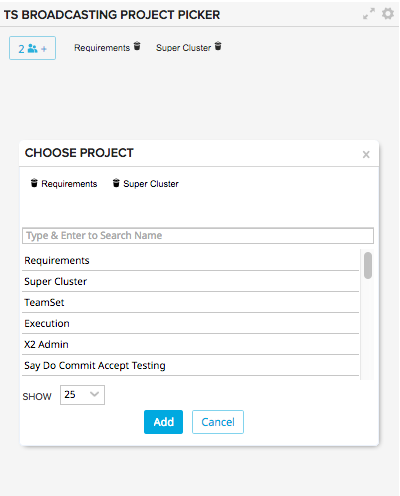 TS BROADCASTING PROJECT PICKER
2 + Requirements Super Cluster
CHOOSE PROJECT x
Requirements Super Cluster
Type & Enter to Search Name
Requirements
Super Cluster
TeamSet
Execution
X2 Admin
Say Do Commit Accept Testing
SHOW 25
Add Cancel